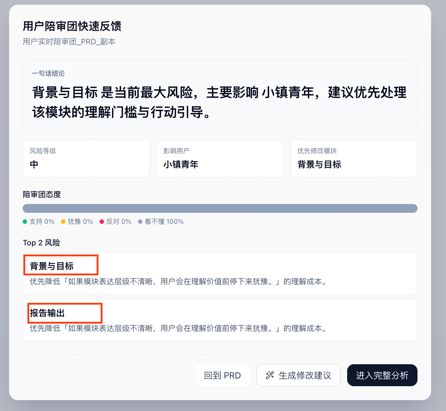 用户陪审团快速反馈
用户实时陪审团_PRD_副本
一句话结论
背景与目标 是当前最大风险，主要影响 小镇青年，建议优先处理
该模块的理解门槛与行动引导。
风险等级
中
影响用户
小镇青年
优先修改模块
背景与目标
陪审团态度
支持 0% 犹豫 0% 反对 0% 看不懂 100%
Top 2 风险
背景与目标
优先降低「如果模块表达层级不清晰，用户会在理解价值前停下来犹豫。」的理解成本。
报告输出
优先降低「如果模块表达层级不清晰，用户会在理解价值前停下来犹豫。」的理解成本。
回到 PRD
生成修改建议
进入完整分析